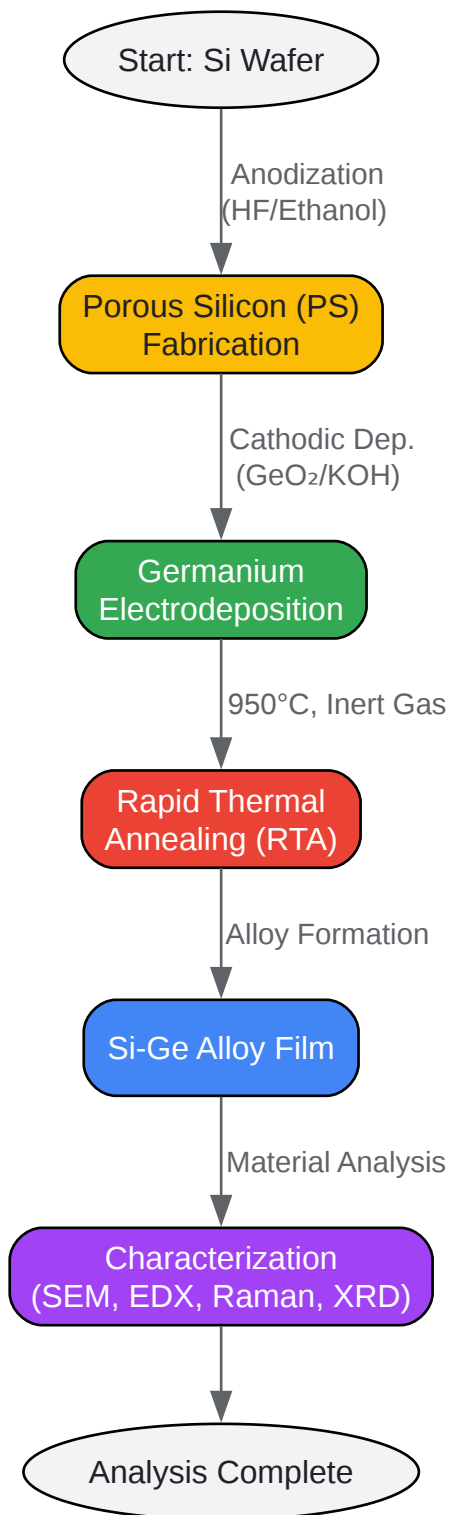 Start: Si Wafer
Anodization
(HF/Ethanol)
Porous Silicon (PS)
Fabrication
Cathodic Dep.
(GeO₂/KOH)
Germanium
Electrodeposition
950°C, Inert Gas
Rapid Thermal
Annealing (RTA)
Alloy Formation
Si-Ge Alloy Film
Material Analysis
Characterization
(SEM, EDX, Raman, XRD)
Analysis Complete